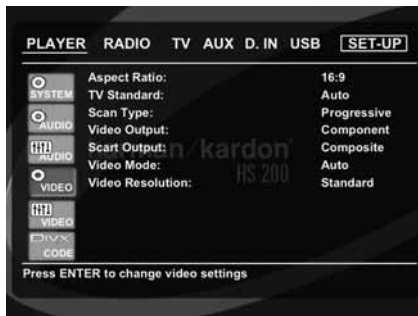 PLAYER RADIO TV AUX D. IN USB SET-UP
SYSTEM
AUDIO
AUDIO
VIDEO
VIDEO
DIVX
CODE
Aspect Ratio: 16:9
TV Standard: Auto
Scan Type: Progressive
Video Output: Component
Scart Output: Composite
Video Mode: Auto
Video Resolution: Standard
harman/kardon
HS 200
Press ENTER to change video settings